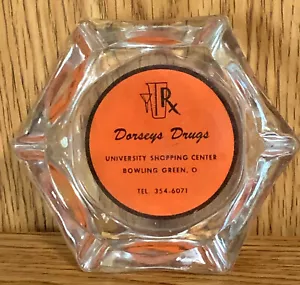 Rx
Dorseys Drugs
UNIVERSITY SHOPPING CENTER
BOWLING GREEN, O
TEL. 354-6071